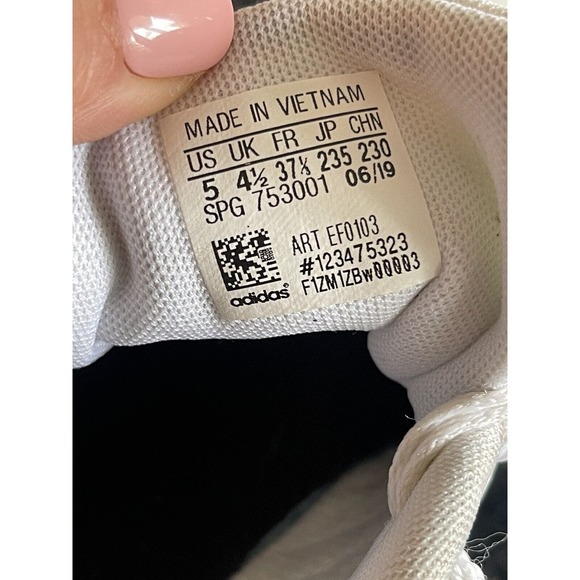 MADE IN VIETNAM
US UK FR JP CHN
5 4½ 37⅓ 235 230
SPG 753001 06/19
ART EF0103
#123475323
F1ZM1ZBW00003
adidas®